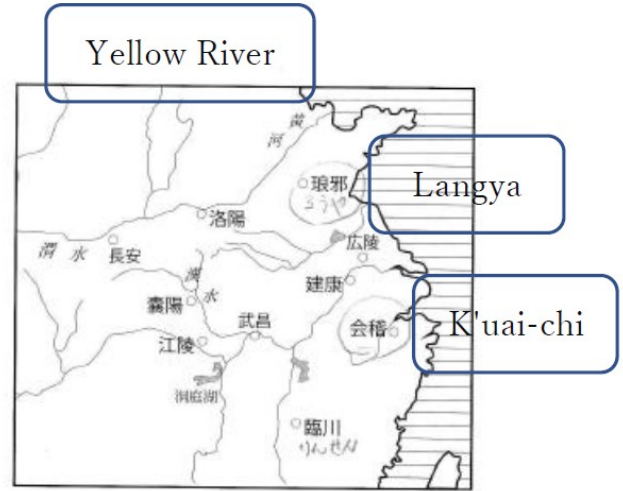 Yellow River
黄河
琅邪
ろうや
Langya
洛陽
渭水
長安
広陵
漢水
建康
襄陽
武昌
会稽
K'uai-chi
江陵
洞庭湖
臨川
りんせん